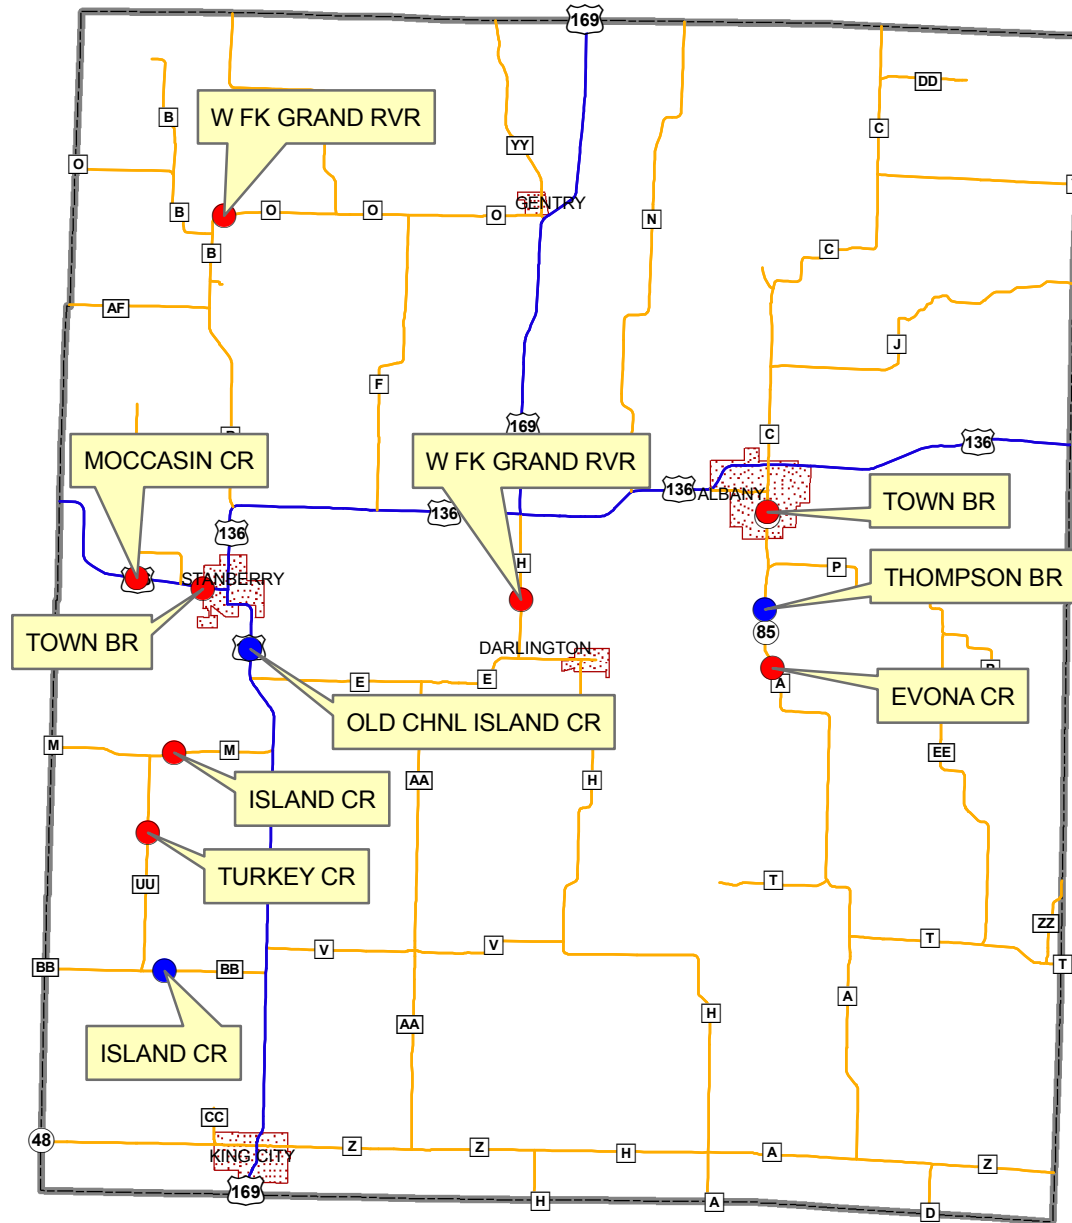 169
DD
B
W FK GRAND RVR
C
YY
O
T
B
O
O
O
GENTRY
N
B
C
AF
J
F
169
C
136
MOCCASIN CR
W FK GRAND RVR
136
ALBANY
TOWN BR
136
136
H
P
THOMPSON BR
STANBERRY
TOWN BR
85
DARLINGTON
E
E
A
EVONA CR
OLD CHNL ISLAND CR
M
M
EE
AA
H
ISLAND CR
TURKEY CR
UU
T
ZZ
V
V
T
T
BB
BB
A
H
AA
ISLAND CR
CC
48
Z
Z
H
A
Z
KING CITY
169
H
A
D